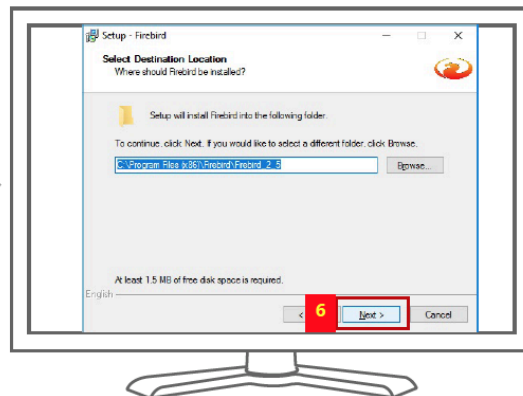 Setup - Firebird
Select Destination Location
Where should Firebird be installed?
Setup will install Firebird into the following folder.
To continue, click Next. If you would like to select a different folder, click Browse.
C:\Program Files (x86)\Firebird\Firebird_2_5
Browse...
At least 1.5 MB of free disk space is required.
English
< 6 Next > Cancel